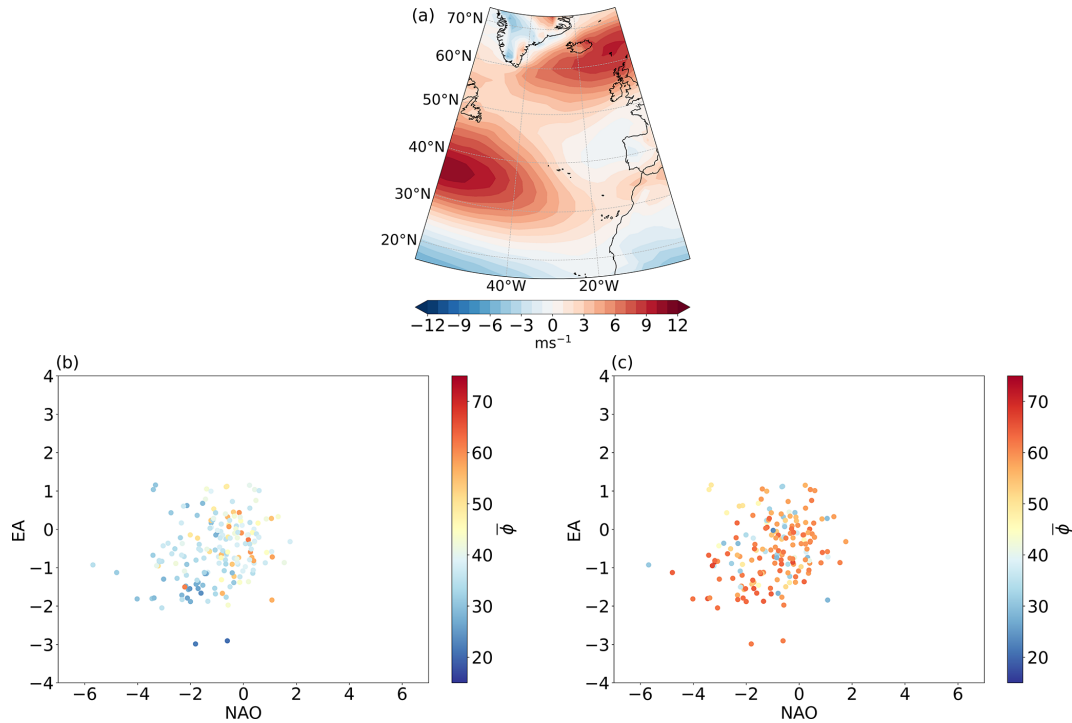 (a)
70°N
60°N
50°N
40°N
30°N
20°N
40°W 20°W
−12 −9 −6 −3 0 3 6 9 12
ms⁻¹
(b)
4
3
2
1
0
−1
−2
−3
−4
EA
−6 −4 −2 0 2 4 6
NAO
70
60
50
40
30
20
ϕ̅
(c)
4
3
2
1
0
−1
−2
−3
−4
EA
−6 −4 −2 0 2 4 6
NAO
70
60
50
40
30
20
ϕ̅